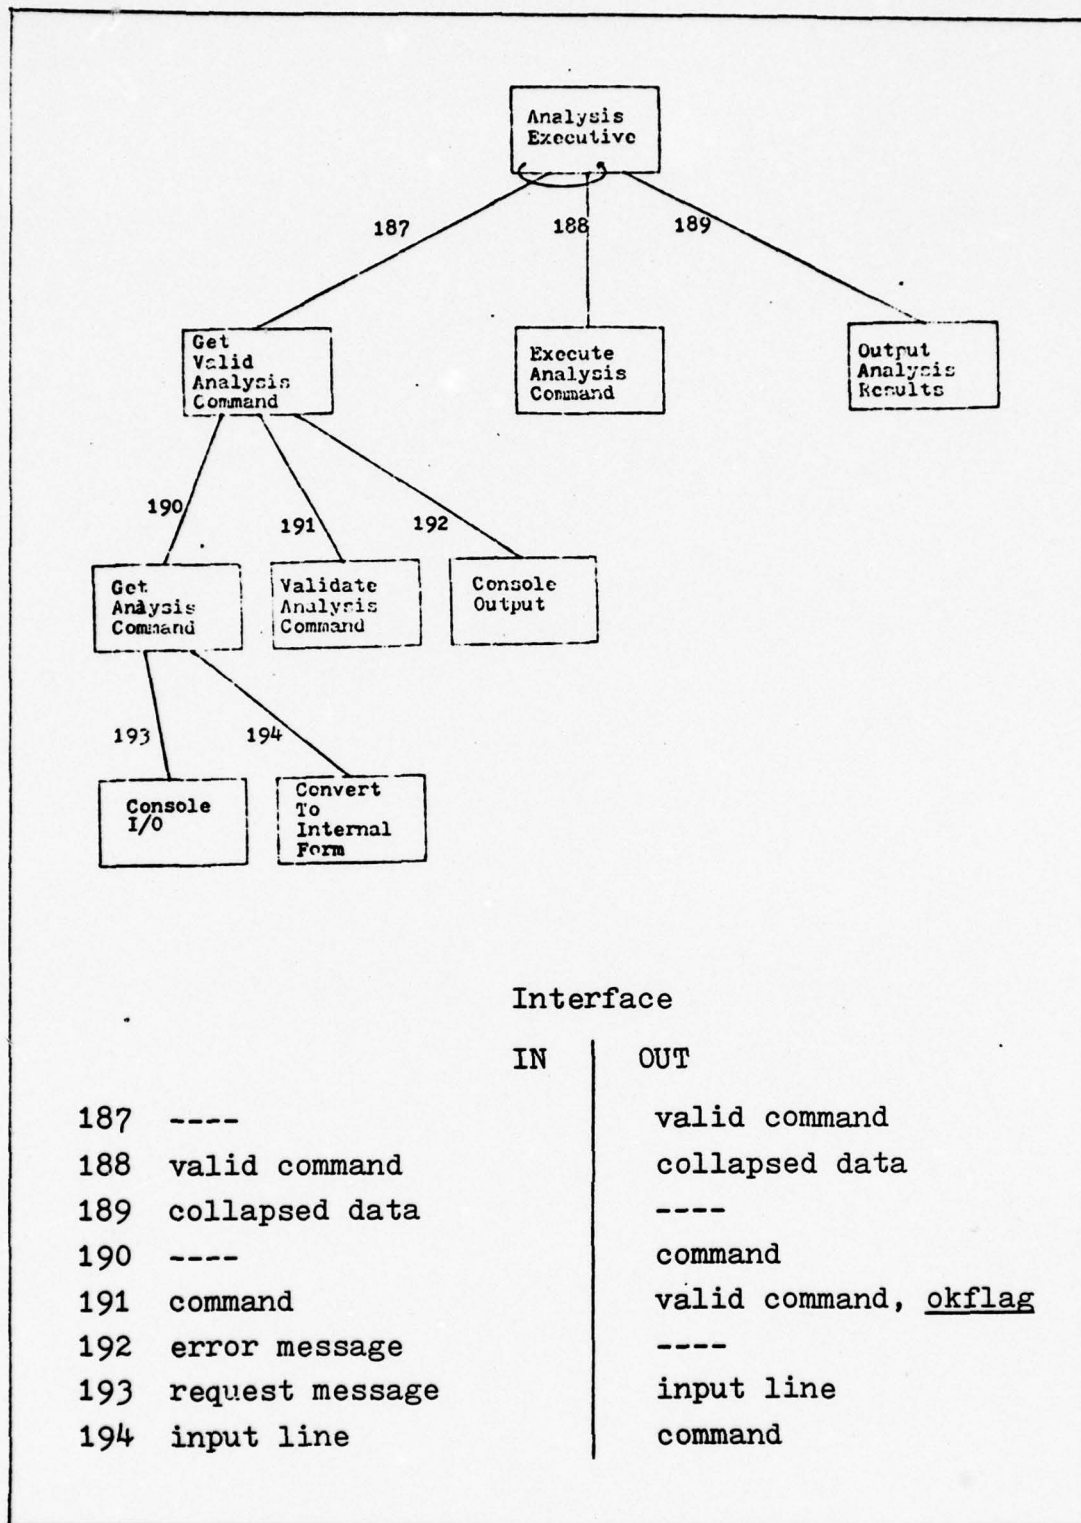 Analysis
Executive
187
188
189
Get
Valid
Analysis
Command
Execute
Analysis
Command
Output
Analysis
Results
190
191
192
Get
Analysis
Command
Validate
Analysis
Command
Console
Output
193
194
Console
I/O
Convert
To
Internal
Form
Interface
IN OUT
187 ---- valid command
188 valid command collapsed data
189 collapsed data ----
190 ---- command
191 command valid command, okflag
192 error message ----
193 request message input line
194 input line command